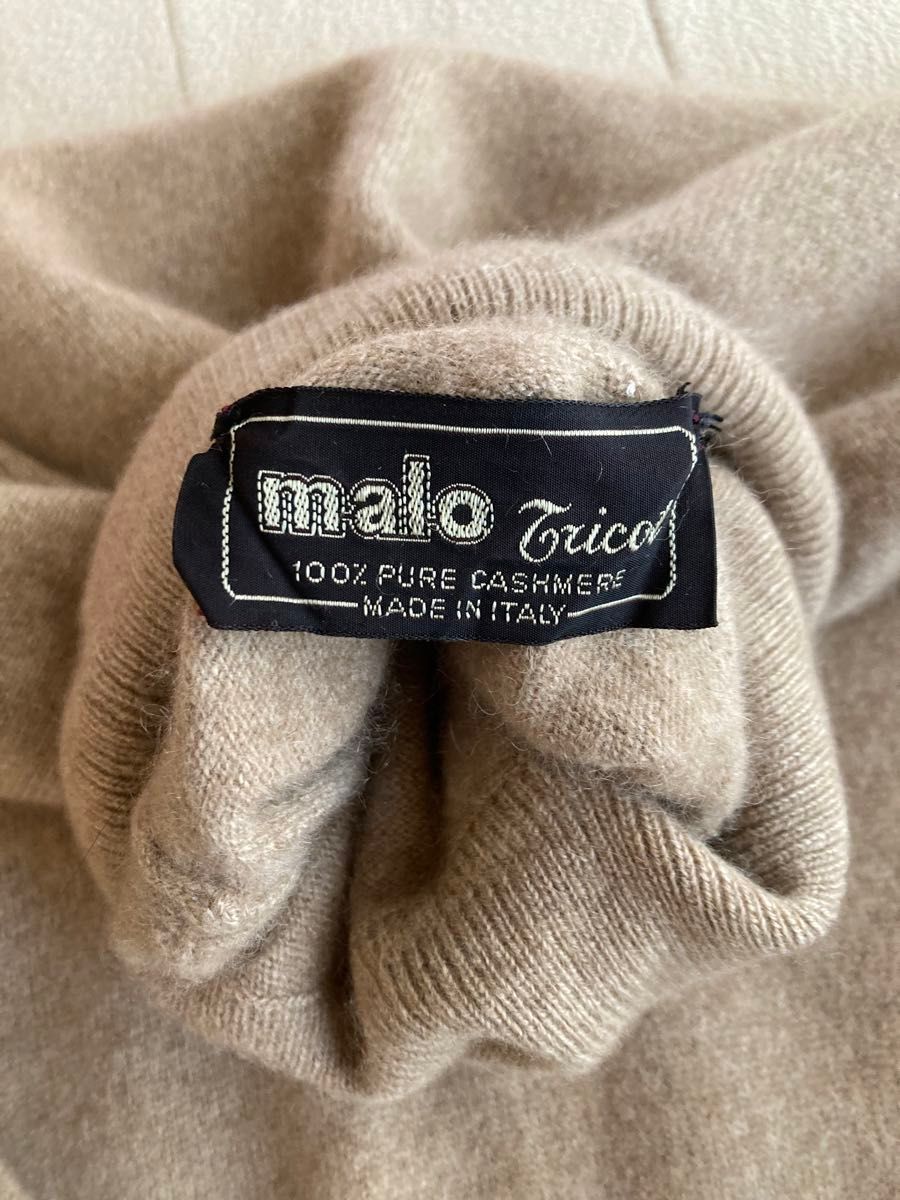 malo Tricot
100% PURE CASHMERE
MADE IN ITALY